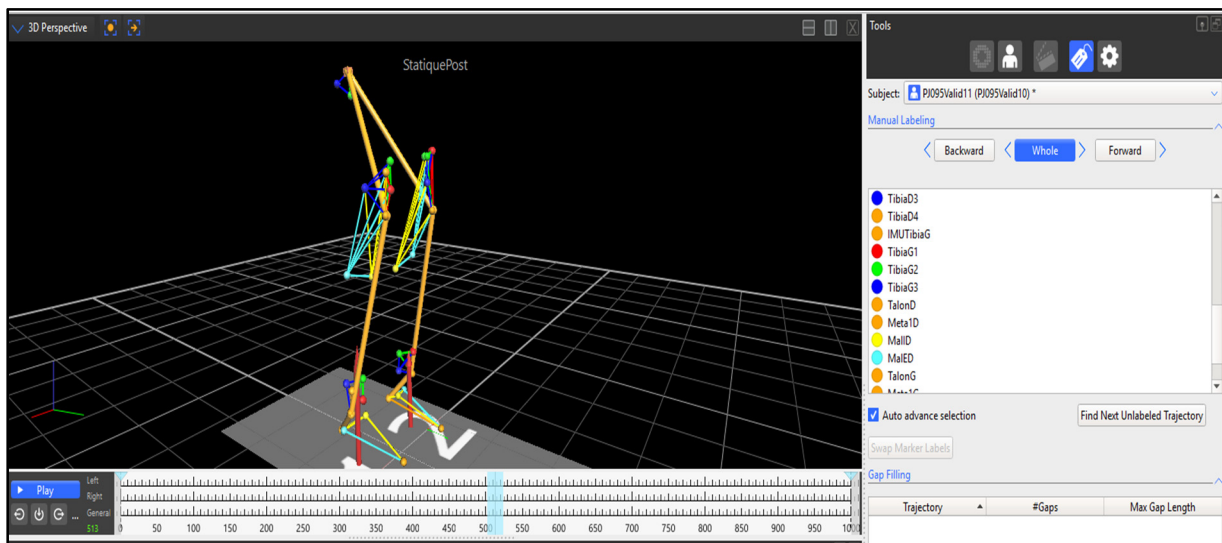 3D Perspective
StatiquePost
Tools
Subject: PJ095Valid11 (PJ095Valid10) *
Manual Labeling
Backward Whole Forward
TibiaD3
TibiaD4
IMUTibiaG
TibiaG1
TibiaG2
TibiaG3
TalonD
Meta1D
MalID
MalED
TalonG
Auto advance selection Find Next Unlabeled Trajectory
Swap Marker Labels
Gap Filling
Trajectory #Gaps Max Gap Length
Play
Left
Right
General
513
0 50 100 150 200 250 300 350 400 450 500 550 600 650 700 750 800 850 900 950